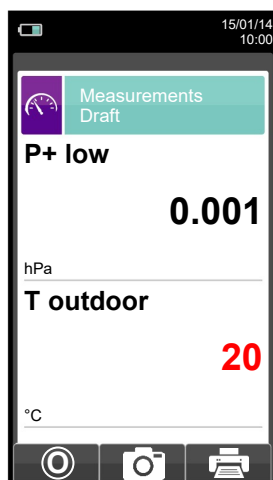 15/01/14
10:00
Measurements
Draft
P+ low
0.001
hPa
T outdoor
20
°C
O